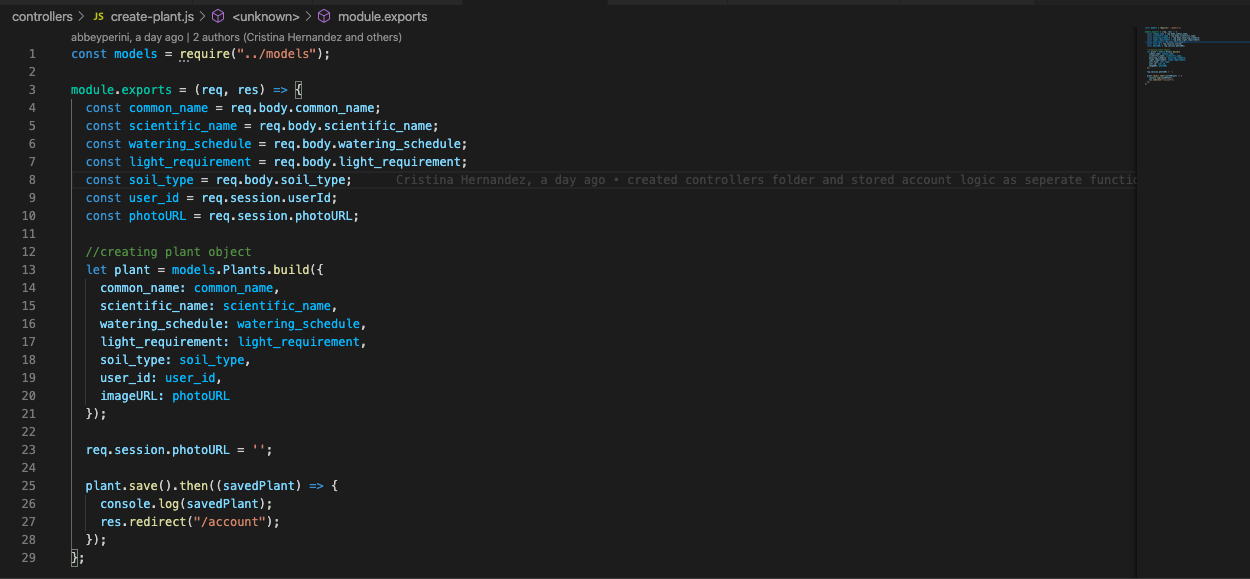 controllers > JS create-plant.js > <unknown> > module.exports
abbeyperini, a day ago | 2 authors (Cristina Hernandez and others)
1 const models = require("../models");
2
3 module.exports = (req, res) => {
4   const common_name = req.body.common_name;
5   const scientific_name = req.body.scientific_name;
6   const watering_schedule = req.body.watering_schedule;
7   const light_requirement = req.body.light_requirement;
8   const soil_type = req.body.soil_type; Cristina Hernandez, a day ago • created controllers folder and stored account logic as seperate functio
9   const user_id = req.session.userId;
10   const photoURL = req.session.photoURL;
11
12   //creating plant object
13   let plant = models.Plants.build({
14     common_name: common_name,
15     scientific_name: scientific_name,
16     watering_schedule: watering_schedule,
17     light_requirement: light_requirement,
18     soil_type: soil_type,
19     user_id: user_id,
20     imageURL: photoURL
21   });
22
23   req.session.photoURL = '';
24
25   plant.save().then((savedPlant) => {
26     console.log(savedPlant);
27     res.redirect("/account");
28   });
29 };